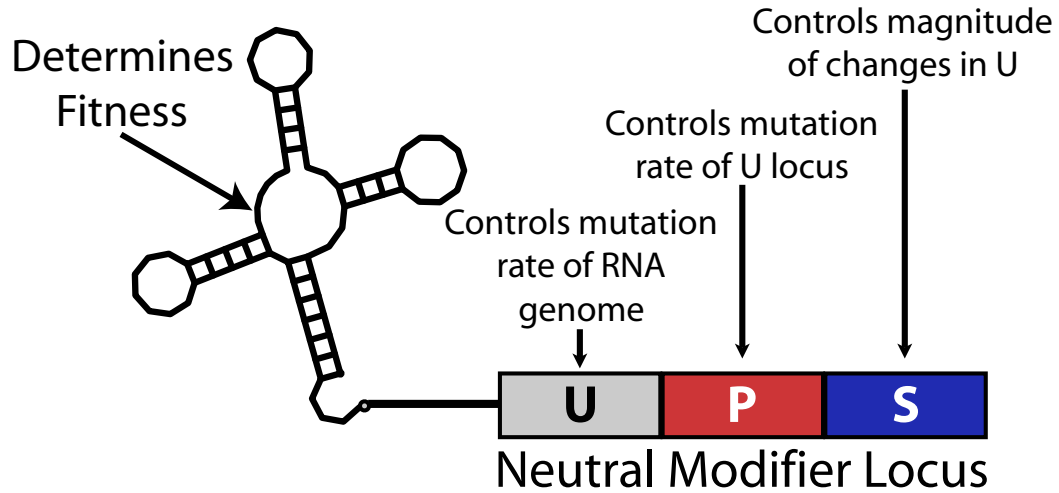 Determines
Fitness
Controls magnitude
of changes in U
Controls mutation
rate of U locus
Controls mutation
rate of RNA
genome
U P S
Neutral Modifier Locus